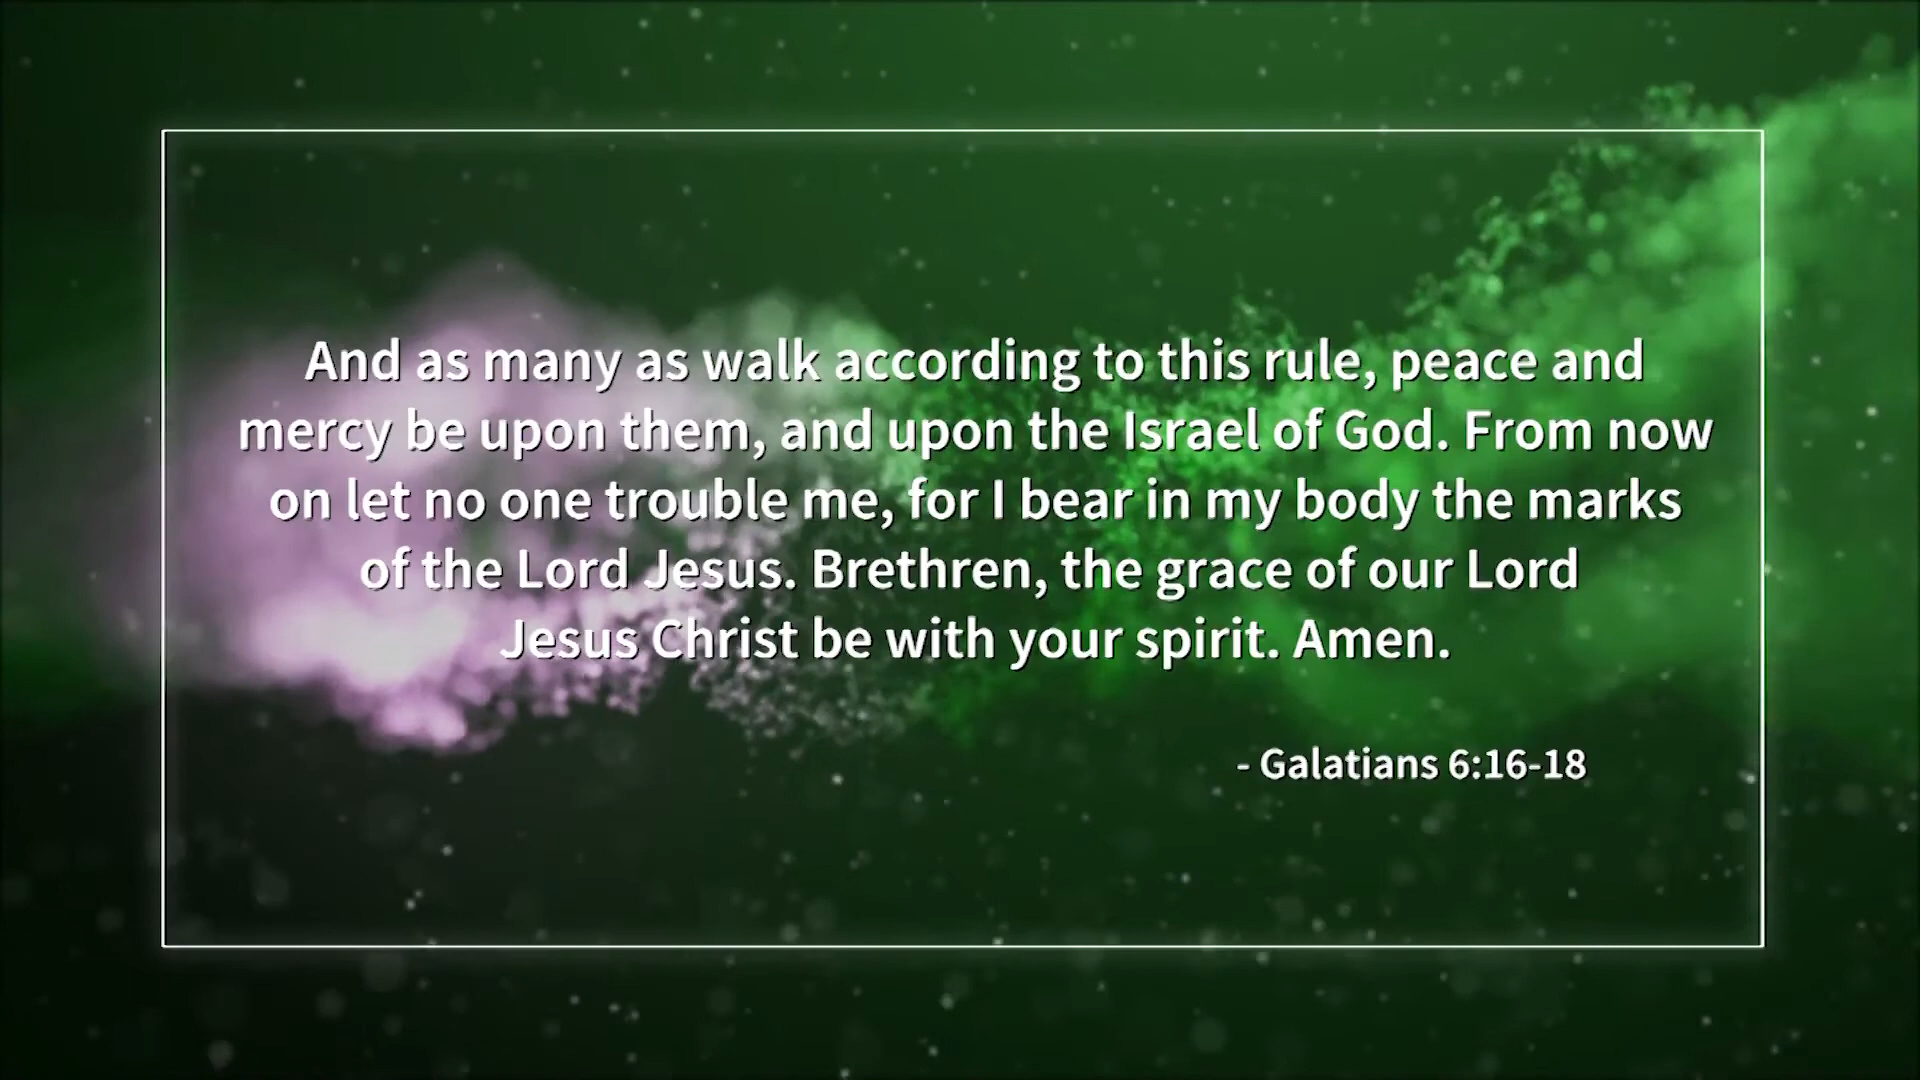 And as many as walk according to this rule, peace and
mercy be upon them, and upon the Israel of God. From now
on let no one trouble me, for I bear in my body the marks
of the Lord Jesus. Brethren, the grace of our Lord
Jesus Christ be with your spirit. Amen.
- Galatians 6:16-18